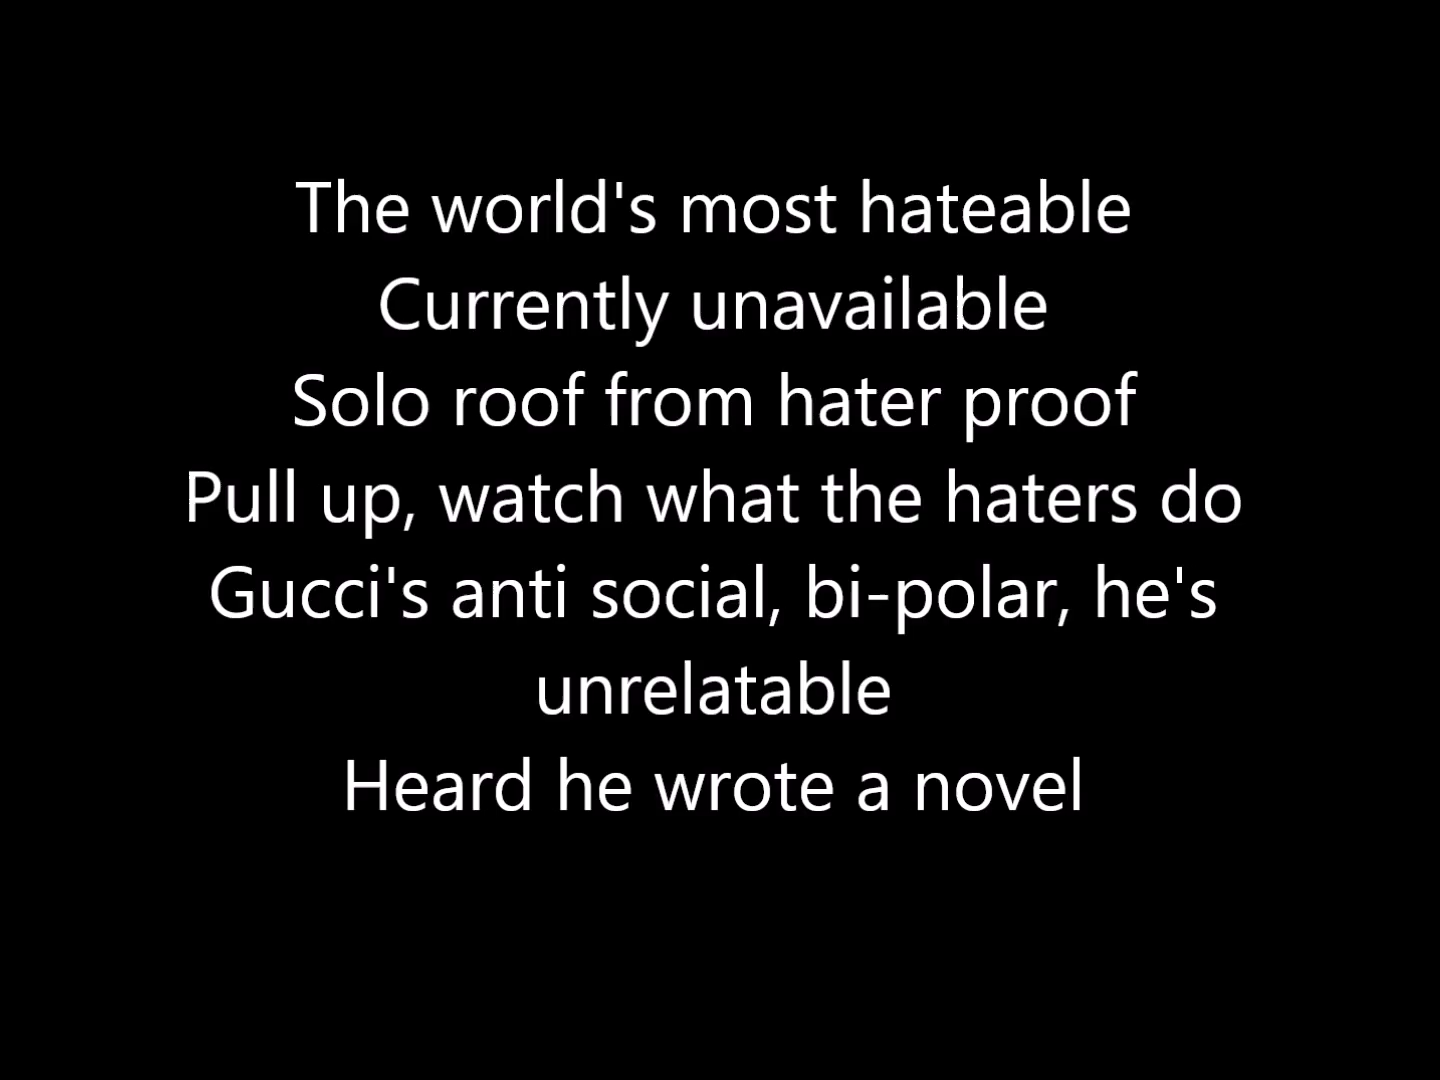 The world's most hateable
Currently unavailable
Solo roof from hater proof
Pull up, watch what the haters do
Gucci's anti social, bi-polar, he's
unrelatable
Heard he wrote a novel